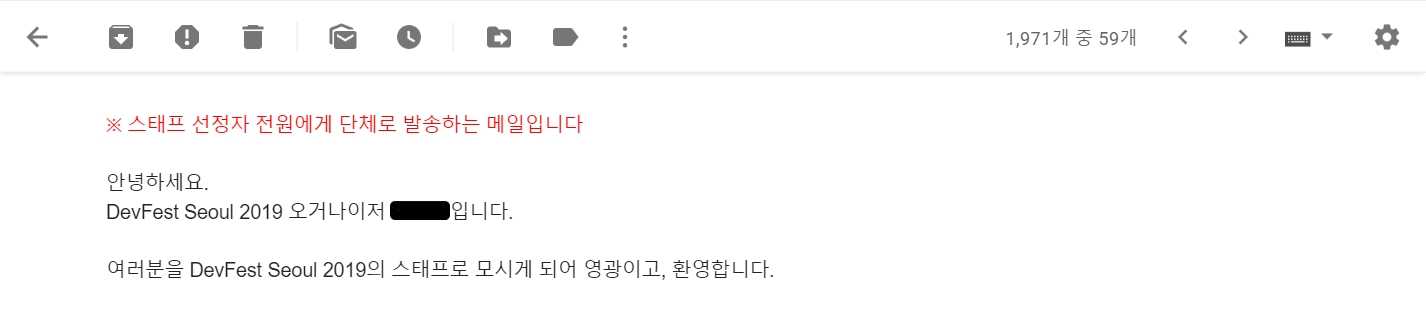 1,971개 중 59개
※ 스태프 선정자 전원에게 단체로 발송하는 메일입니다
안녕하세요.
DevFest Seoul 2019 오거나이저 입니다.
여러분을 DevFest Seoul 2019의 스태프로 모시게 되어 영광이고, 환영합니다.